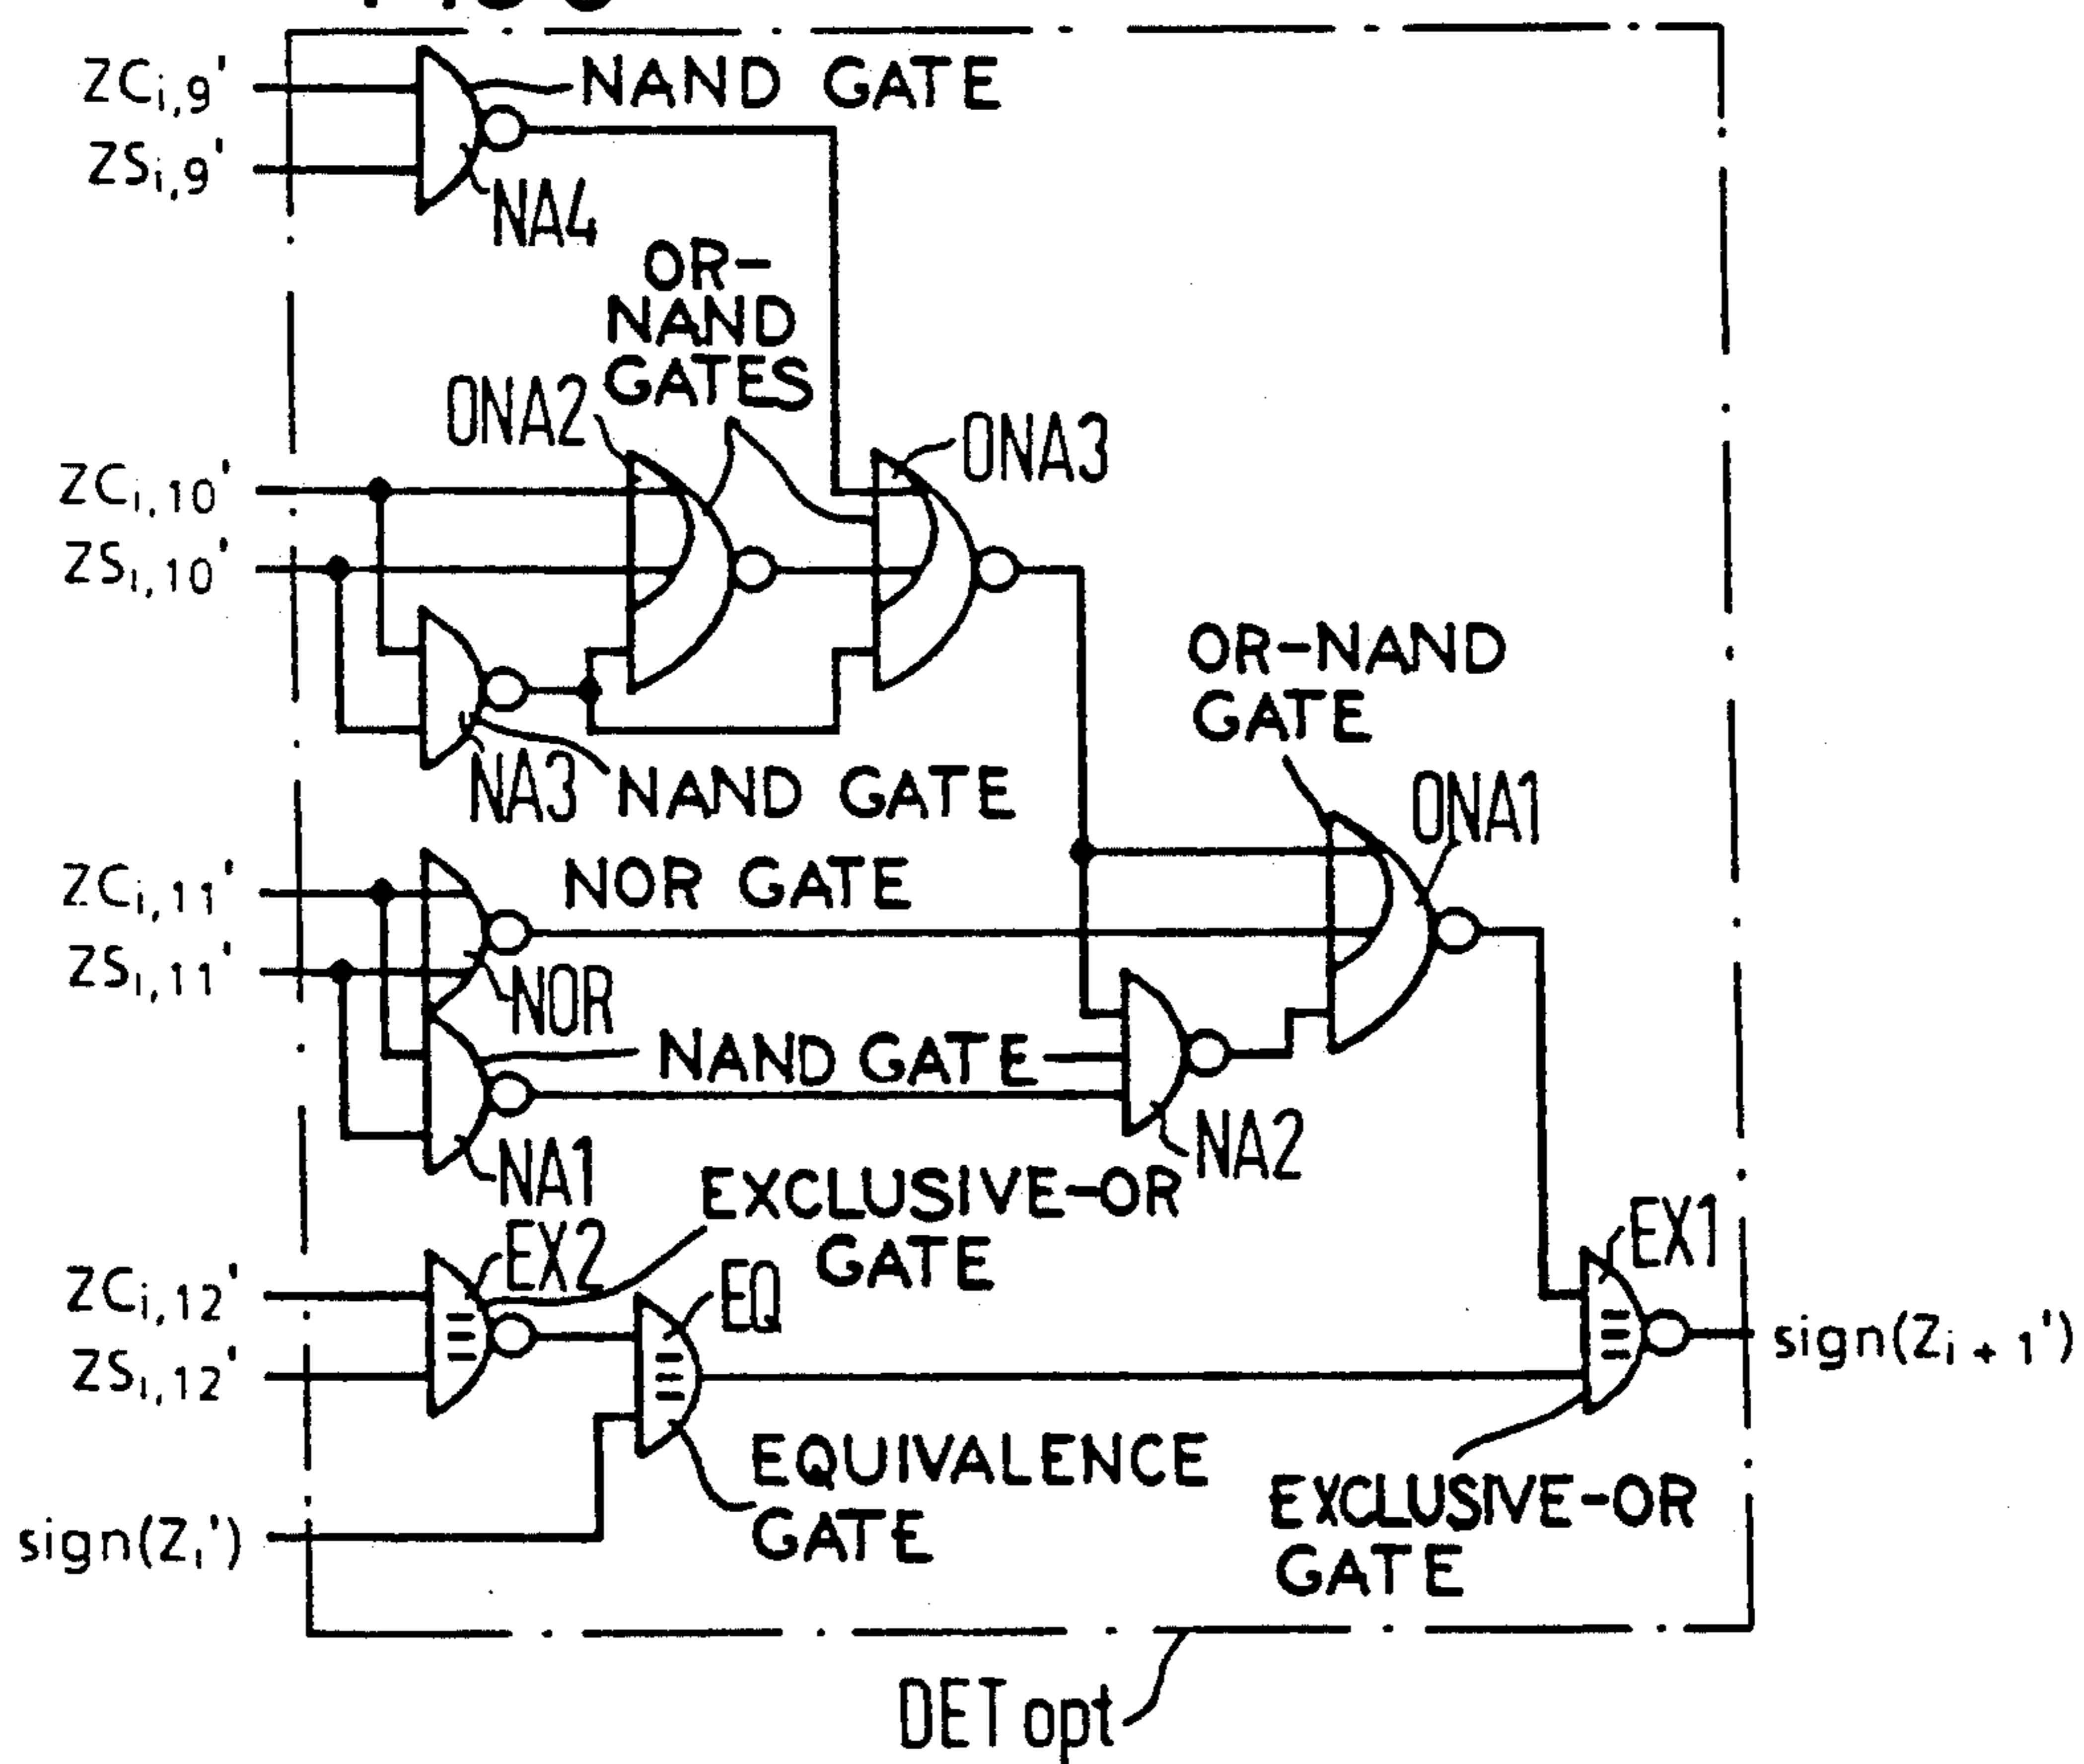 ZCi,9'
NAND GATE
ZSi,9'
NA4
OR-
NAND
GATES
ONA2
ONA3
ZCi,10'
ZSi,10'
OR-NAND
GATE
NA3
NAND GATE
ONA1
ZCi,11'
NOR GATE
ZSi,11'
NOR
NAND GATE
NA2
NA1
EXCLUSIVE-OR
GATE
EX2
EX1
ZCi,12'
EQ
sign(Zi+1')
ZSi,12'
EQUIVALENCE
GATE
EXCLUSIVE-OR
GATE
sign(Zi')
DET opt